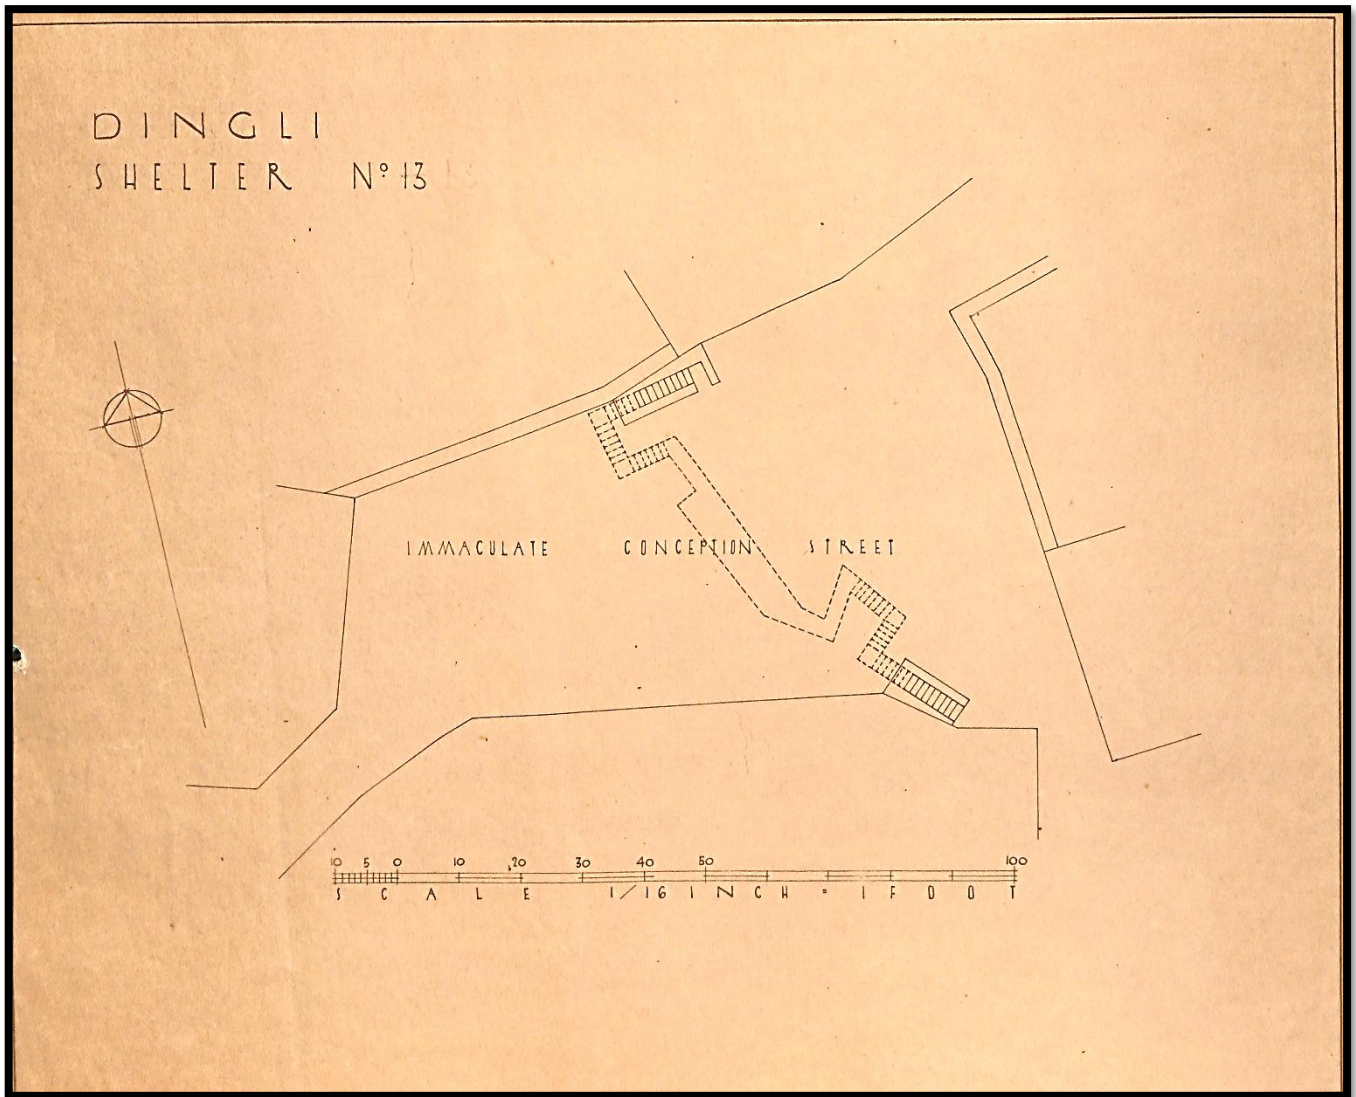 DINGLI
SHELTER Nº 13
IMMACULATE CONCEPTION STREET
10 5 0 10 20 30 40 50 100
SCALE 1/16 INCH = 1 FOOT